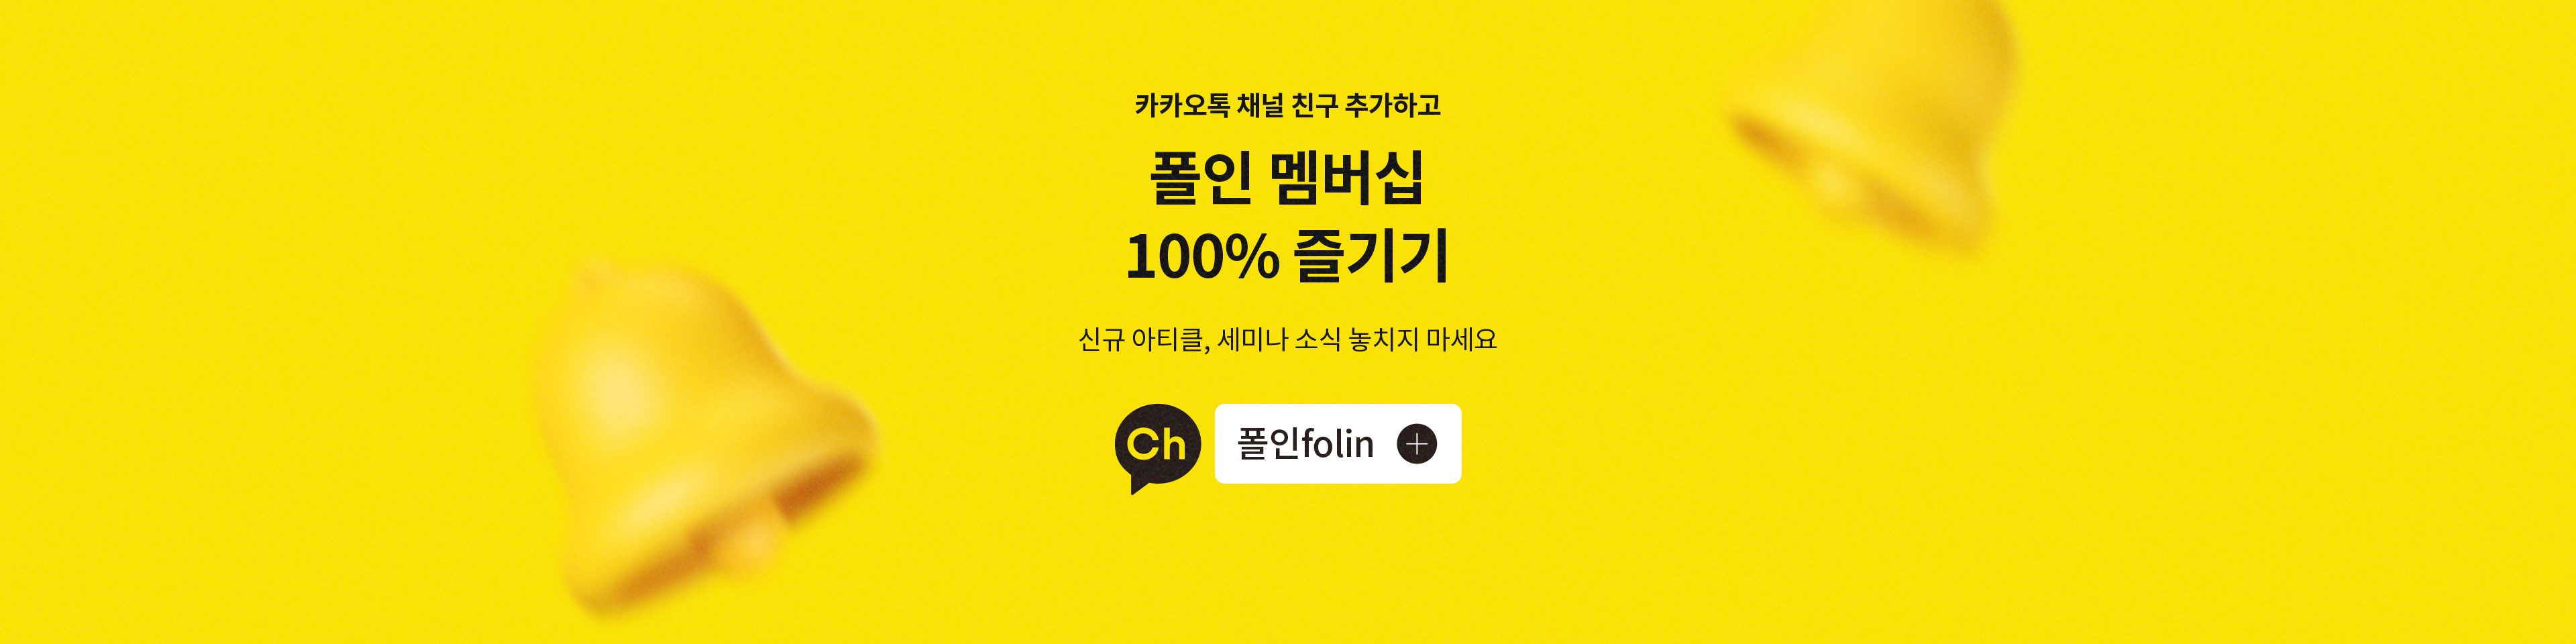 카카오톡 채널 친구 추가하고
폴인 멤버십
100% 즐기기
신규 아티클, 세미나 소식 놓치지 마세요
Ch
폴인folin